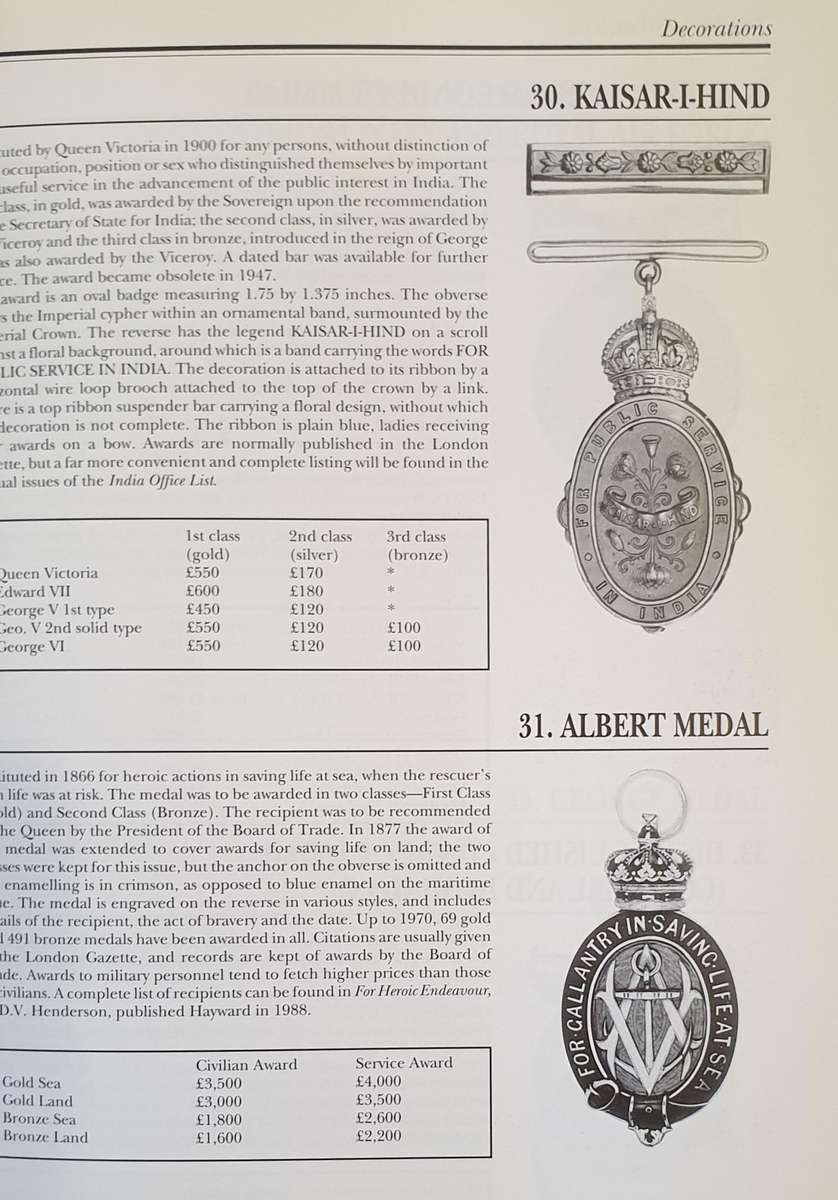 Decorations
30. KAISAR-I-HIND
uted by Queen Victoria in 1900 for any persons, without distinction of
occupation, position or sex who distinguished themselves by important
useful service in the advancement of the public interest in India. The
class, in gold, was awarded by the Sovereign upon the recommendation
e Secretary of State for India; the second class, in silver, was awarded by
Viceroy and the third class in bronze, introduced in the reign of George
as also awarded by the Viceroy. A dated bar was available for further
ce. The award became obsolete in 1947.
award is an oval badge measuring 1.75 by 1.375 inches. The obverse
s the Imperial cypher within an ornamental band, surmounted by the
erial Crown. The reverse has the legend KAISAR-I-HIND on a scroll
nst a floral background, around which is a band carrying the words FOR
LIC SERVICE IN INDIA. The decoration is attached to its ribbon by a
zontal wire loop brooch attached to the top of the crown by a link.
re is a top ribbon suspender bar carrying a floral design, without which
decoration is not complete. The ribbon is plain blue, ladies receiving
r awards on a bow. Awards are normally published in the London
ette, but a far more convenient and complete listing will be found in the
ual issues of the India Office List.
FOR PUBLIC SERVICE
KAISAR-I-HIND
IN INDIA
1st class 2nd class 3rd class
(gold) (silver) (bronze)
Queen Victoria £550 £170 *
Edward VII £600 £180 *
George V 1st type £450 £120 *
Geo. V 2nd solid type £550 £120 £100
George VI £550 £120 £100
31. ALBERT MEDAL
ituted in 1866 for heroic actions in saving life at sea, when the rescuer's
n life was at risk. The medal was to be awarded in two classes—First Class
old) and Second Class (Bronze). The recipient was to be recommended
he Queen by the President of the Board of Trade. In 1877 the award of
medal was extended to cover awards for saving life on land; the two
sses were kept for this issue, but the anchor on the obverse is omitted and
enamelling is in crimson, as opposed to blue enamel on the maritime
ue. The medal is engraved on the reverse in various styles, and includes
ails of the recipient, the act of bravery and the date. Up to 1970, 69 gold
d 491 bronze medals have been awarded in all. Citations are usually given
the London Gazette, and records are kept of awards by the Board of
ade. Awards to military personnel tend to fetch higher prices than those
civilians. A complete list of recipients can be found in For Heroic Endeavour,
D.V. Henderson, published Hayward in 1988.
FOR·GALLANTRY·IN·SAVING·LIFE·AT·SEA
Civilian Award Service Award
Gold Sea £3,500 £4,000
Gold Land £3,000 £3,500
Bronze Sea £1,800 £2,600
Bronze Land £1,600 £2,200